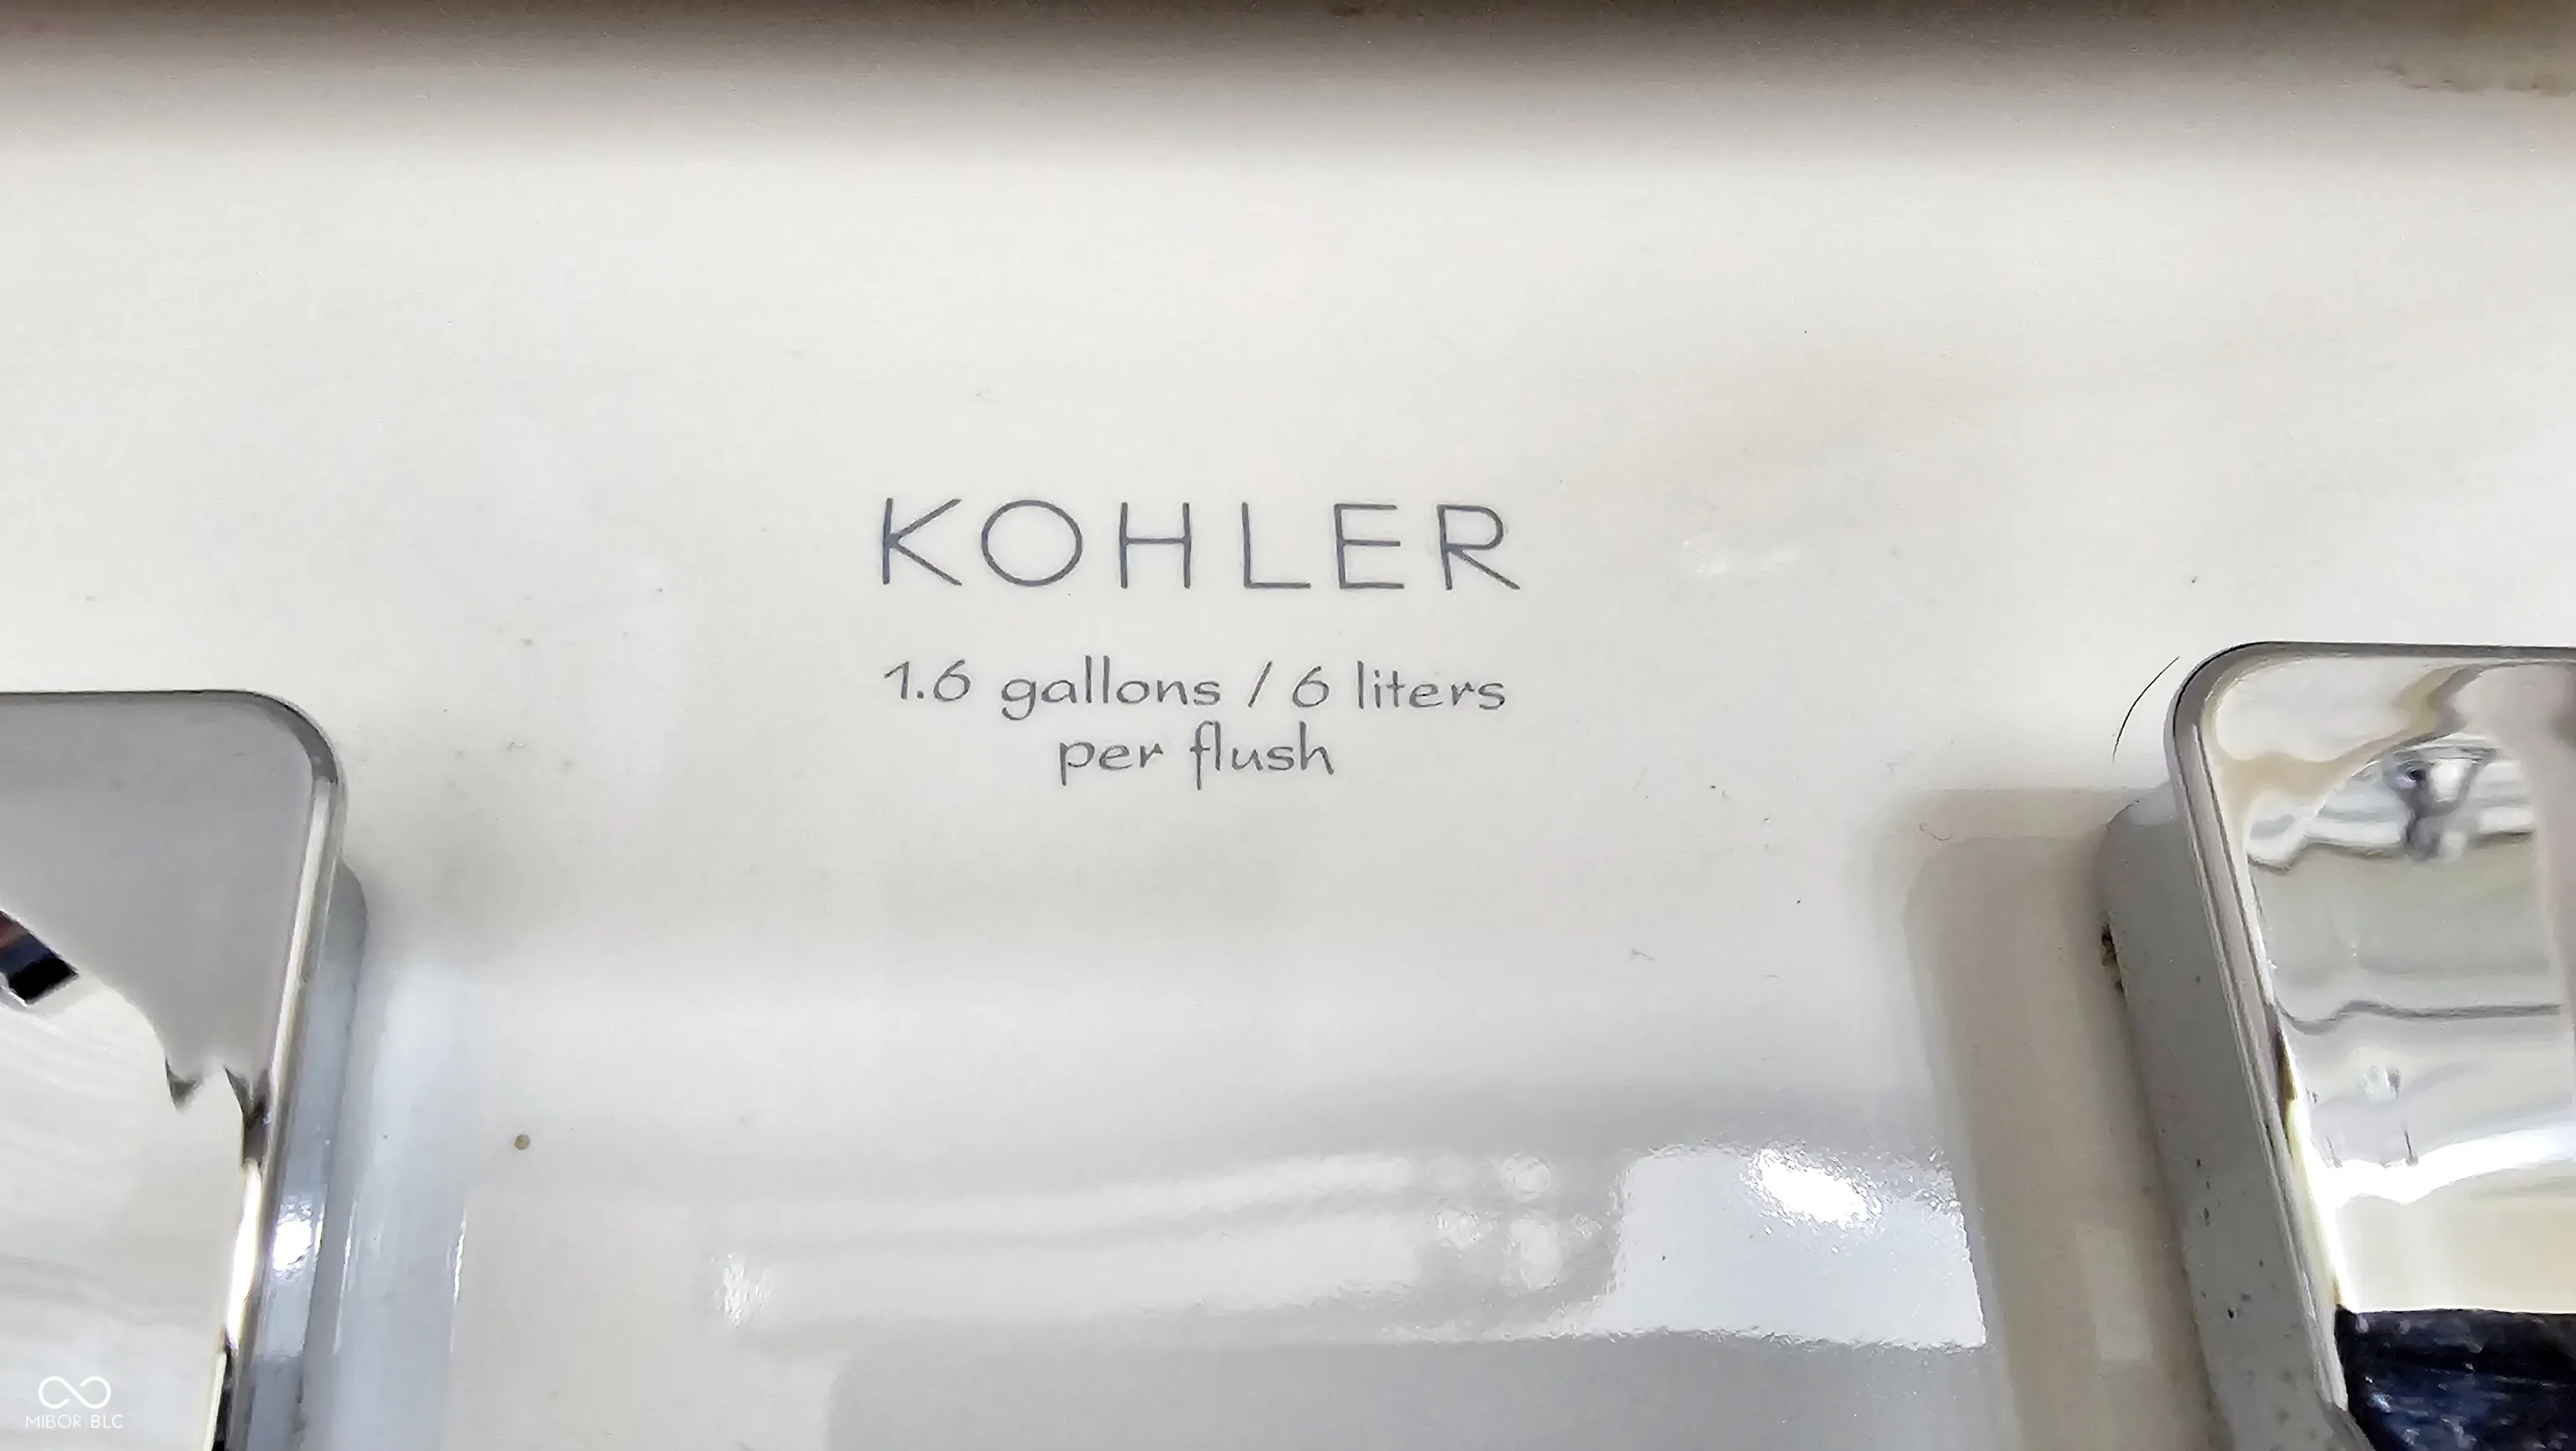 KOHLER
1.6 gallons / 6 liters
per flush
MIBOR BLC